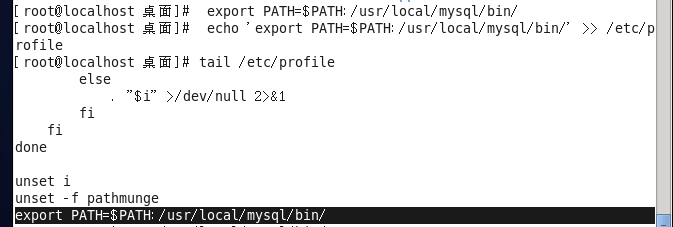 [root@localhost 桌面]#  export PATH=$PATH:/usr/local/mysql/bin/
[root@localhost 桌面]#  echo 'export PATH=$PATH:/usr/local/mysql/bin/' >> /etc/p
rofile
[root@localhost 桌面]# tail /etc/profile
        else
            . "$i" >/dev/null 2>&1
        fi
    fi
done

unset i
unset -f pathmunge
export PATH=$PATH:/usr/local/mysql/bin/